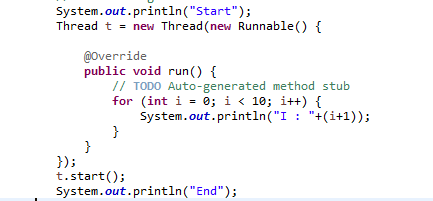 System.out.println("Start");
Thread t = new Thread(new Runnable() {
@Override
public void run() {
// TODO Auto-generated method stub
for (int i = 0; i < 10; i++) {
System.out.println("I : "+(i+1));
}
}
});
t.start();
System.out.println("End");